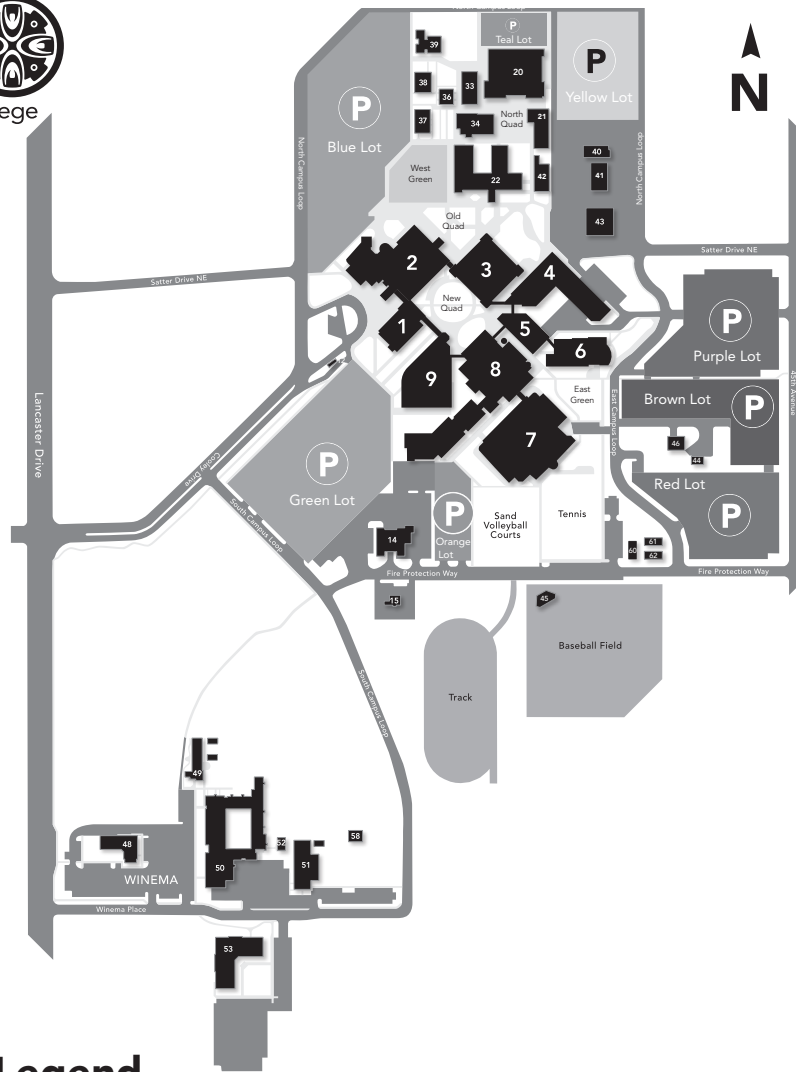 North Campus Loop
P
Teal Lot
39
20
P
Yellow Lot
N
ege
38
33
36
P
Blue Lot
37
34
North
Quad
21
40
41
North Campus Loop
North Campus Loop
West
Green
22
42
43
Old
Quad
Satter Drive NE
Satter Drive NE
2
3
4
New
Quad
1
5
6
P
Purple Lot
8
9
45th Avenue
East
Green
East Campus Loop
Brown Lot
P
Lancaster Drive
7
46
44
P
Green Lot
Cooley Drive
South Campus Loop
Red Lot
P
P
Orange
Lot
Sand
Volleyball
Courts
Tennis
14
60
61
62
Fire Protection Way
Fire Protection Way
15
45
Baseball Field
Track
South Campus Loop
49
48
WINEMA
50
52
51
58
Winema Place
53
Legend